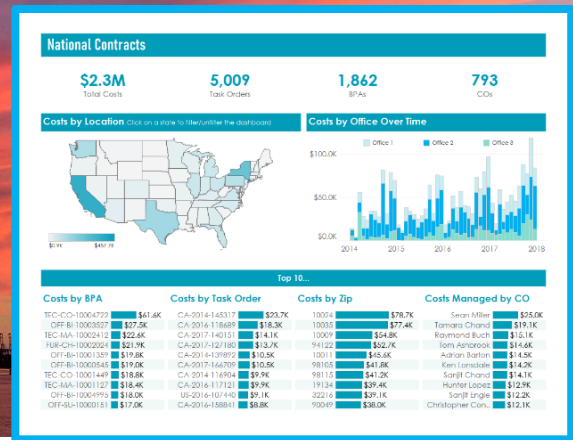 National Contracts
$2.3M 5,009 1,862 793
Total Costs Task Orders BPAs COs
Costs by Location Click on a state to filter/unfilter the dashboard
Costs by Office Over Time
Office 1 Office 2 Office 3
$100.0K
$50.0K
$0.0K
2014 2015 2016 2017 2018
$0.9K $457.7K
Top 10...
Costs by BPA Costs by Task Order Costs by Zip Costs Managed by CO
TEC-CO-10004722 $61.6K CA-2014-145317 $23.7K 10024 $78.7K Sean Miller $25.0K
OFF-BI-10003527 $27.5K CA-2016-118689 $18.3K 10035 $77.4K Tamara Chand $19.1K
TEC-MA-10002412 $22.6K CA-2017-140151 $14.1K 10009 $54.8K Raymond Buch $15.1K
FUR-CH-10002024 $21.9K CA-2017-127180 $13.7K 94122 $52.7K Tom Ashbrook $14.6K
OFF-BI-10001359 $19.8K CA-2014-139892 $10.5K 10011 $45.6K Adrian Barton $14.5K
OFF-BI-10000545 $19.0K CA-2017-166709 $10.5K 98105 $41.8K Ken Lonsdale $14.2K
TEC-CO-10001449 $18.8K CA-2014-116904 $9.9K 98115 $41.2K Sanjit Chand $14.1K
TEC-MA-10001127 $18.4K CA-2016-117121 $9.9K 19134 $39.4K Hunter Lopez $12.9K
OFF-BI-10004995 $18.0K US-2016-107440 $9.1K 32216 $39.1K Sanjit Engle $12.2K
OFF-SU-10000151 $17.0K CA-2016-158841 $8.8K 90049 $38.0K Christopher Con.. $12.1K